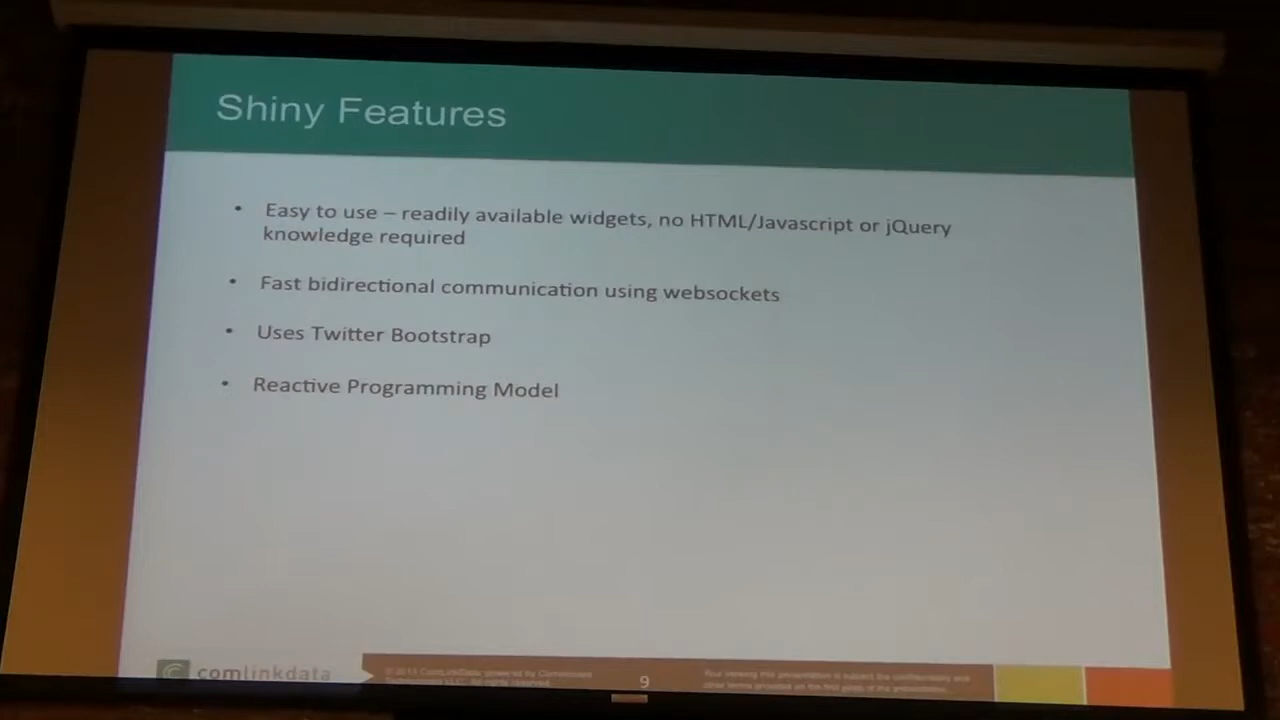 Shiny Features
• Easy to use – readily available widgets, no HTML/Javascript or jQuery
knowledge required
• Fast bidirectional communication using websockets
• Uses Twitter Bootstrap
• Reactive Programming Model
comlinkdata
9